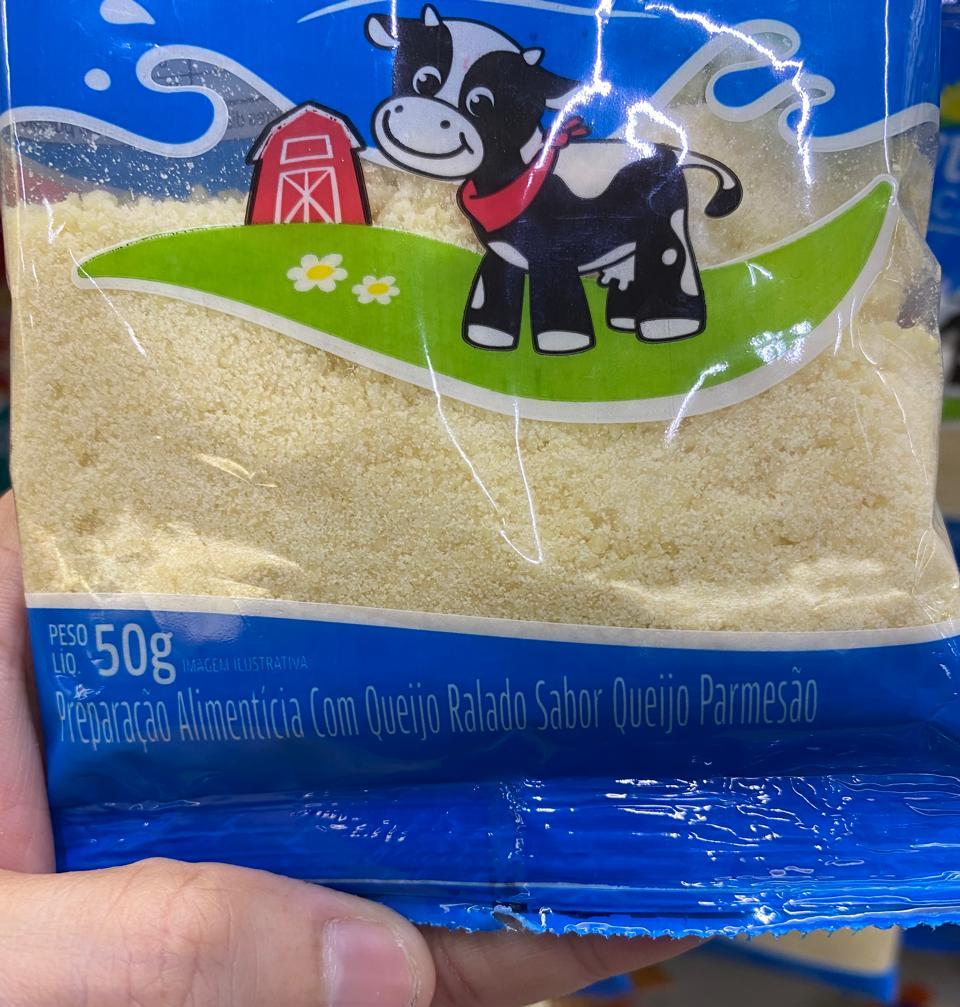 PESO
LÍQ. 50g IMAGEM ILUSTRATIVA
Preparação Alimentícia Com Queijo Ralado Sabor Queijo Parmesão